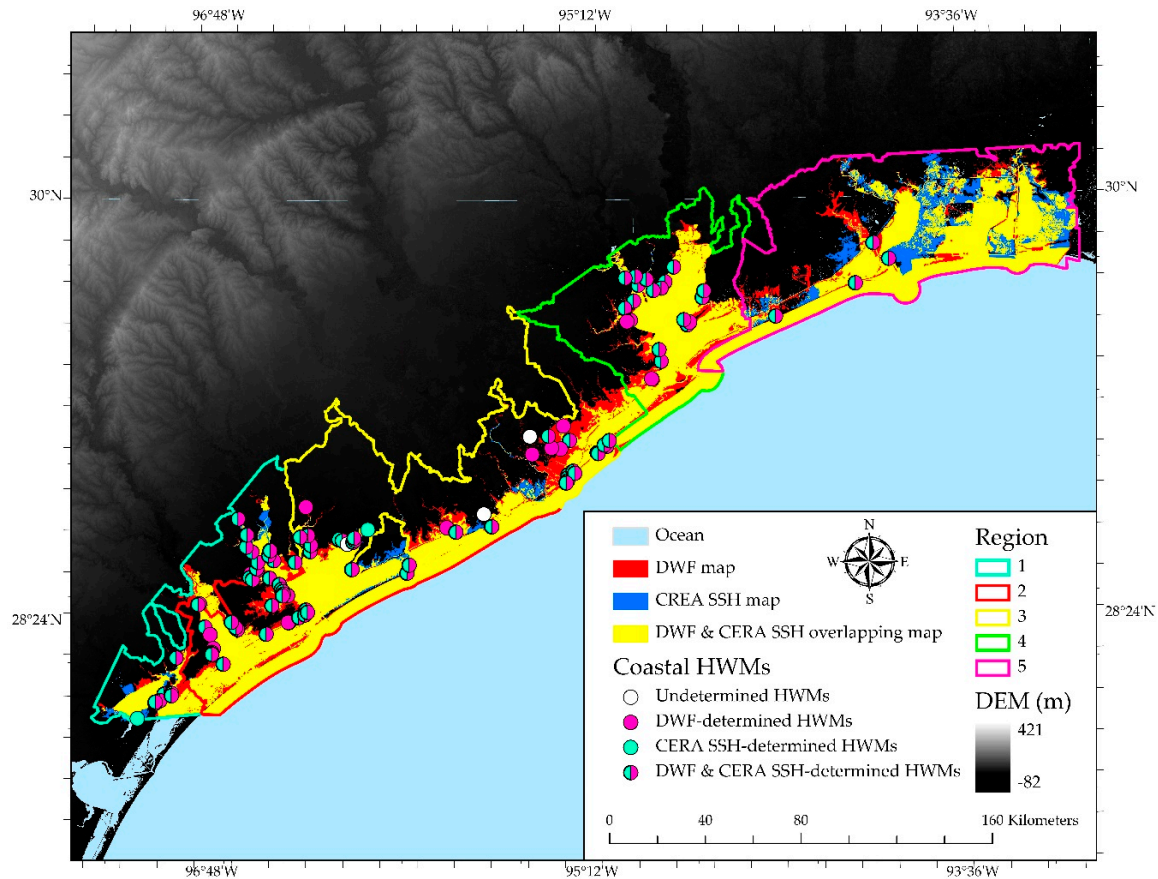 96°48'W 95°12'W 93°36'W
30°N 30°N
28°24'N 28°24'N
Ocean
DWF map
CREA SSH map
DWF & CERA SSH overlapping map
Coastal HWMs
Undetermined HWMs
DWF-determined HWMs
CERA SSH-determined HWMs
DWF & CERA SSH-determined HWMs
N
W E
S
Region
1
2
3
4
5
DEM (m)
421
-82
0 40 80 160 Kilometers
96°48'W 95°12'W 93°36'W